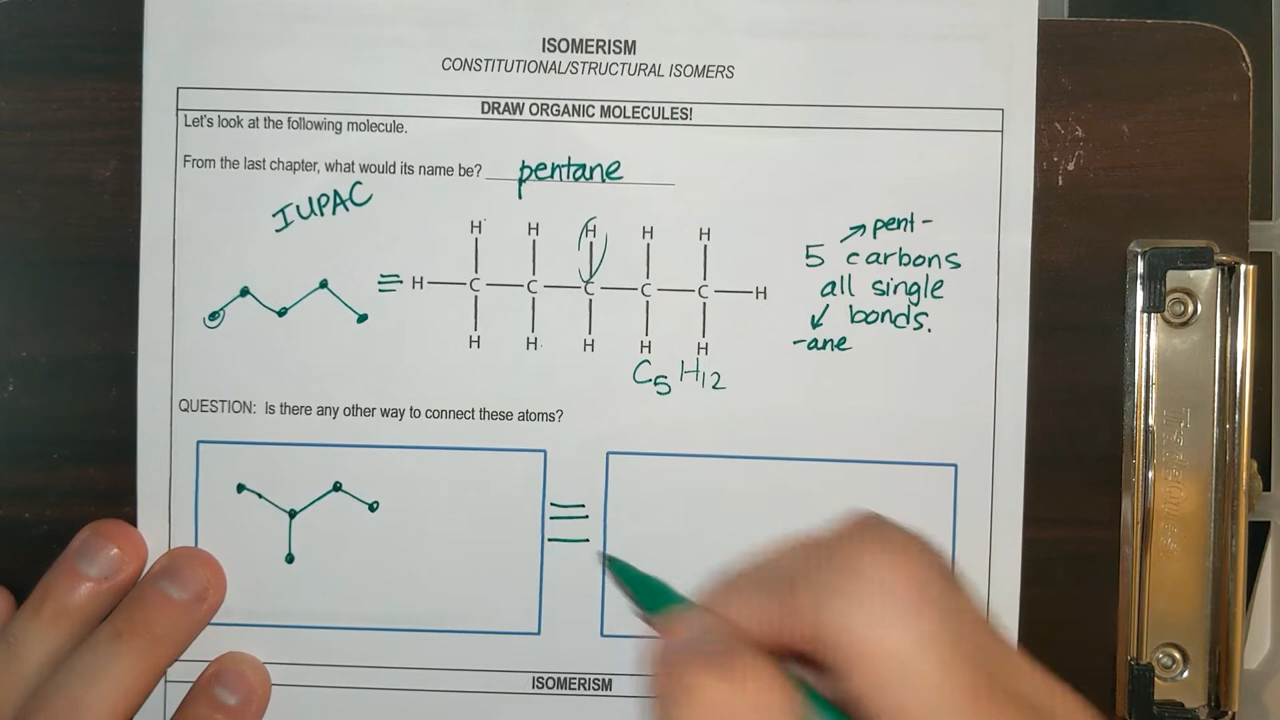 ISOMERISM
CONSTITUTIONAL/STRUCTURAL ISOMERS
DRAW ORGANIC MOLECULES!
Let's look at the following molecule.
From the last chapter, what would its name be? pentane
IUPAC
H H H H H
≡ H C C C C C H
H H H H H
C5 H12
pent-
5 carbons
all single
bonds.
-ane
QUESTION: Is there any other way to connect these atoms?
ISOMERISM